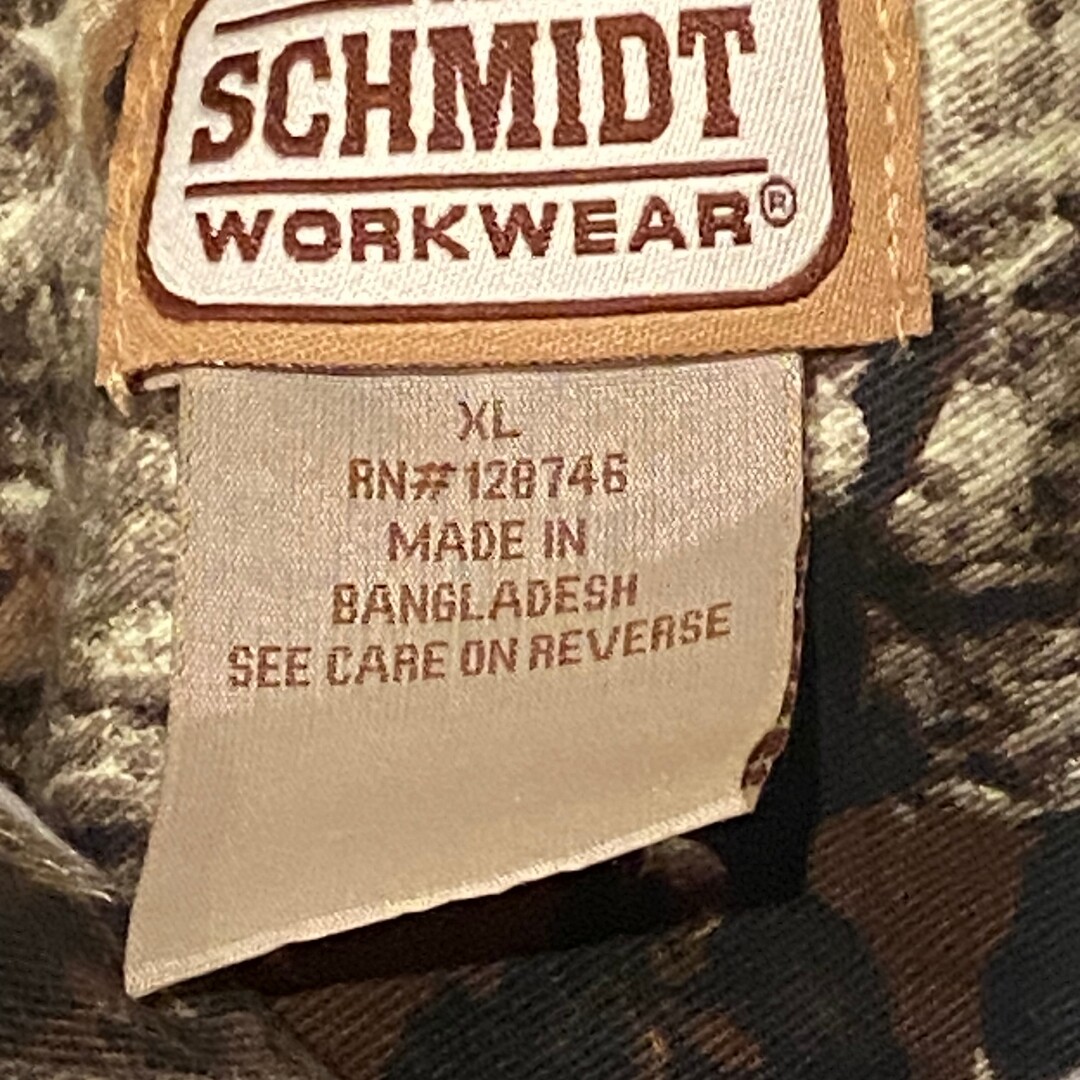 SCHMIDT
WORKWEAR®
XL
RN# 128746
MADE IN
BANGLADESH
SEE CARE ON REVERSE